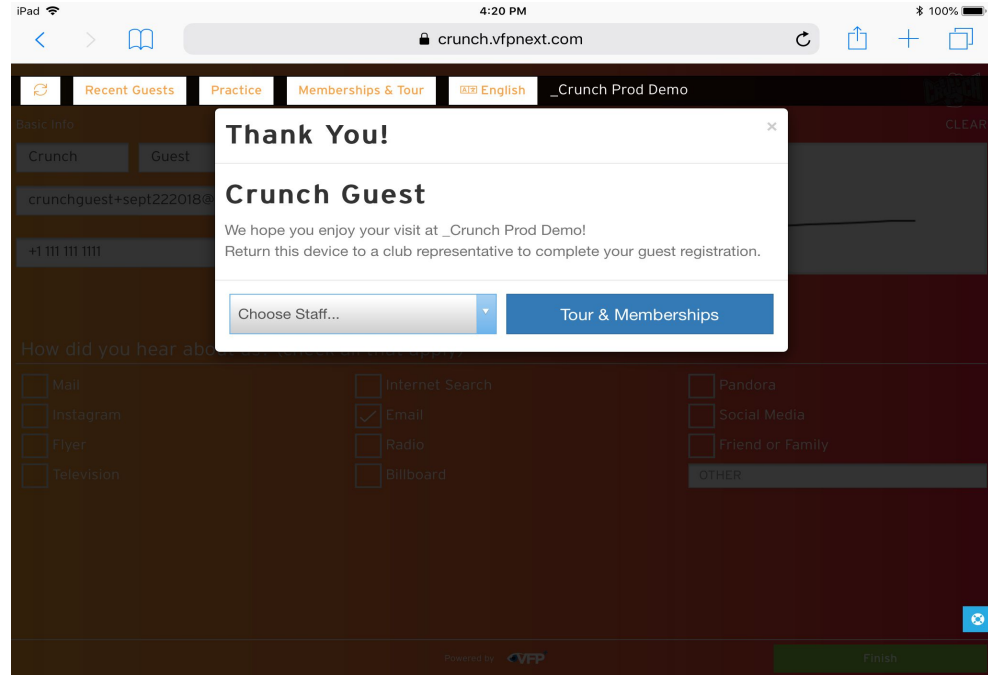 iPad 4:20 PM 100%
crunch.vfpnext.com
Recent Guests Practice Memberships & Tour English _Crunch Prod Demo
Basic Info CLEAR
Thank You! ×
Crunch Guest
Crunch Guest
crunchguest+sept222018@
We hope you enjoy your visit at _Crunch Prod Demo!
Return this device to a club representative to complete your guest registration.
+1 111 111 1111
Choose Staff... Tour & Memberships
How did you hear
Mail Internet Search Pandora
Instagram Email Social Media
Flyer Radio Friend or Family
Television Billboard OTHER
Powered by VFP Finish